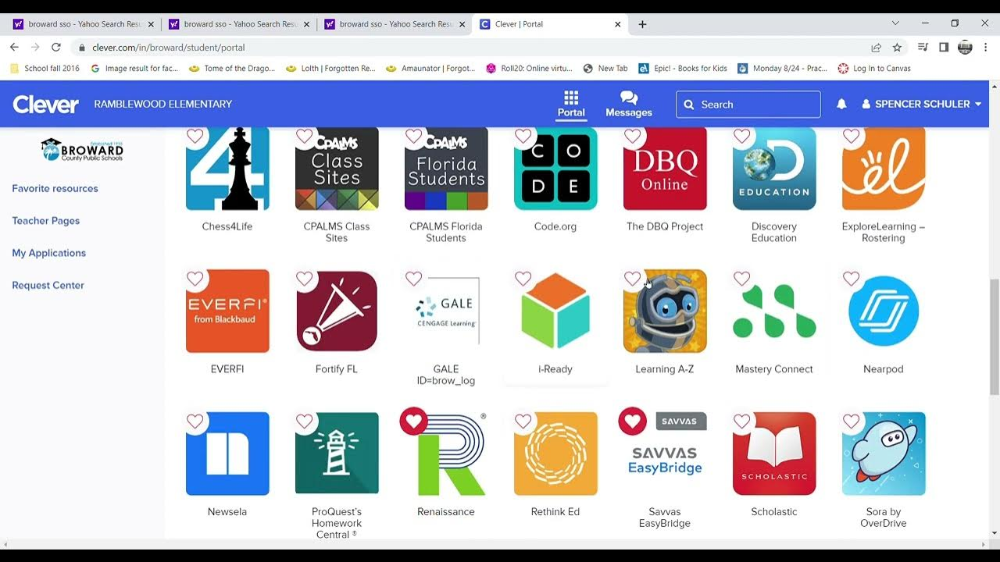 broward sso - Yahoo Search Resu
broward sso - Yahoo Search Resu
broward sso - Yahoo Search Resu
Clever | Portal
clever.com/in/broward/student/portal
School fall 2016
Image result for fac...
Tome of the Drago...
Lolth | Forgotten Re...
Amaunator | Forgot...
Roll20: Online virtu...
New Tab
Epic! - Books for Kids
Monday 8/24 - Prac...
Log In to Canvas
Clever
RAMBLEWOOD ELEMENTARY
Portal
Messages
Search
SPENCER SCHULER
BROWARD
County Public Schools
Favorite resources
Teacher Pages
My Applications
Request Center
4
CPALMS
Class
Sites
CPALMS
Florida
Students
C O
D E
DBQ
Online
D
EDUCATION
el
Chess4Life
CPALMS Class
Sites
CPALMS Florida
Students
Code.org
The DBQ Project
Discovery
Education
ExploreLearning –
Rostering
EVERFI®
from Blackbaud
GALE
CENGAGE Learning
EVERFI
Fortify FL
GALE
ID=brow_log
i-Ready
Learning A-Z
Mastery Connect
Nearpod
R®
SAVVAS
SAVVAS
EasyBridge
SCHOLASTIC
Newsela
ProQuest's
Homework
Central ®
Renaissance
Rethink Ed
Savvas
EasyBridge
Scholastic
Sora by
OverDrive